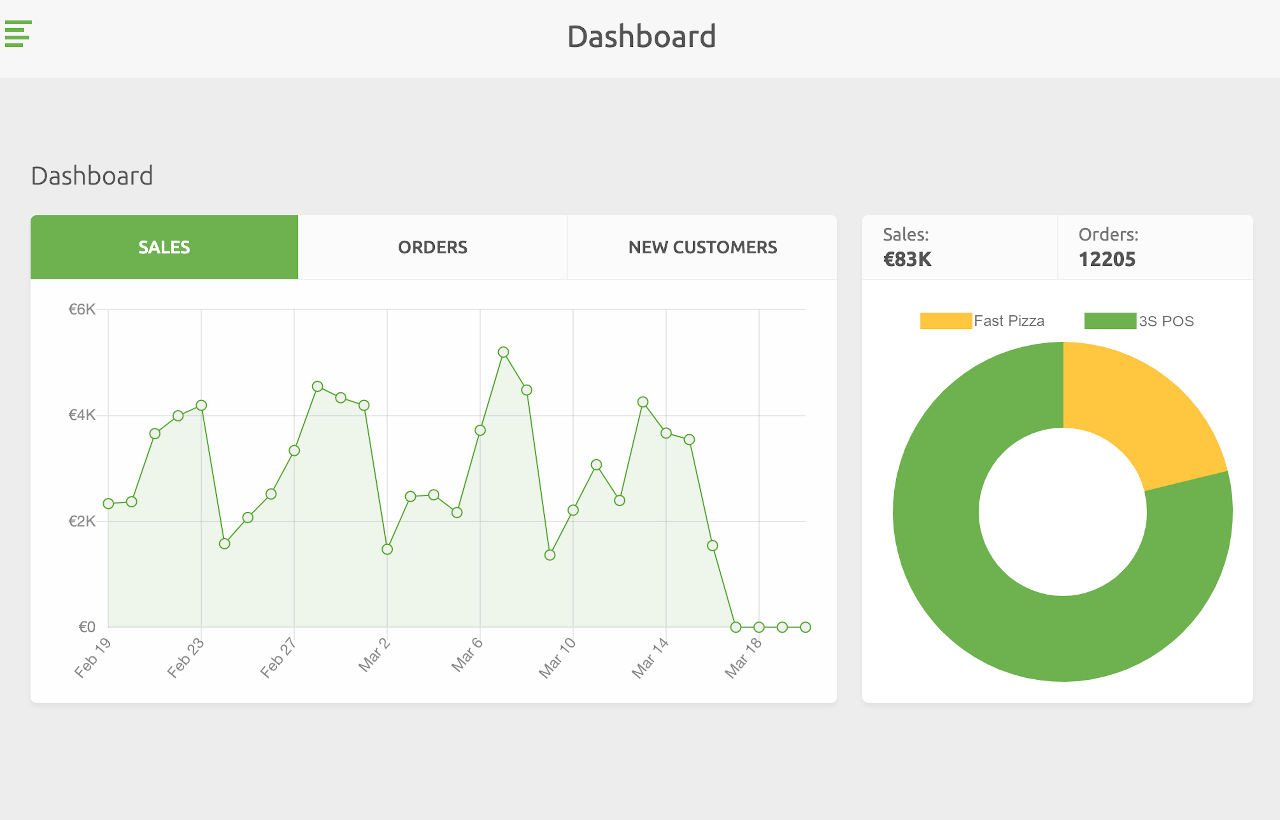 Dashboard
Dashboard
SALES
ORDERS
NEW CUSTOMERS
€6K
€4K
€2K
€0
Feb 19
Feb 23
Feb 27
Mar 2
Mar 6
Mar 10
Mar 14
Mar 18
Sales:
€83K
Orders:
12205
Fast Pizza
3S POS